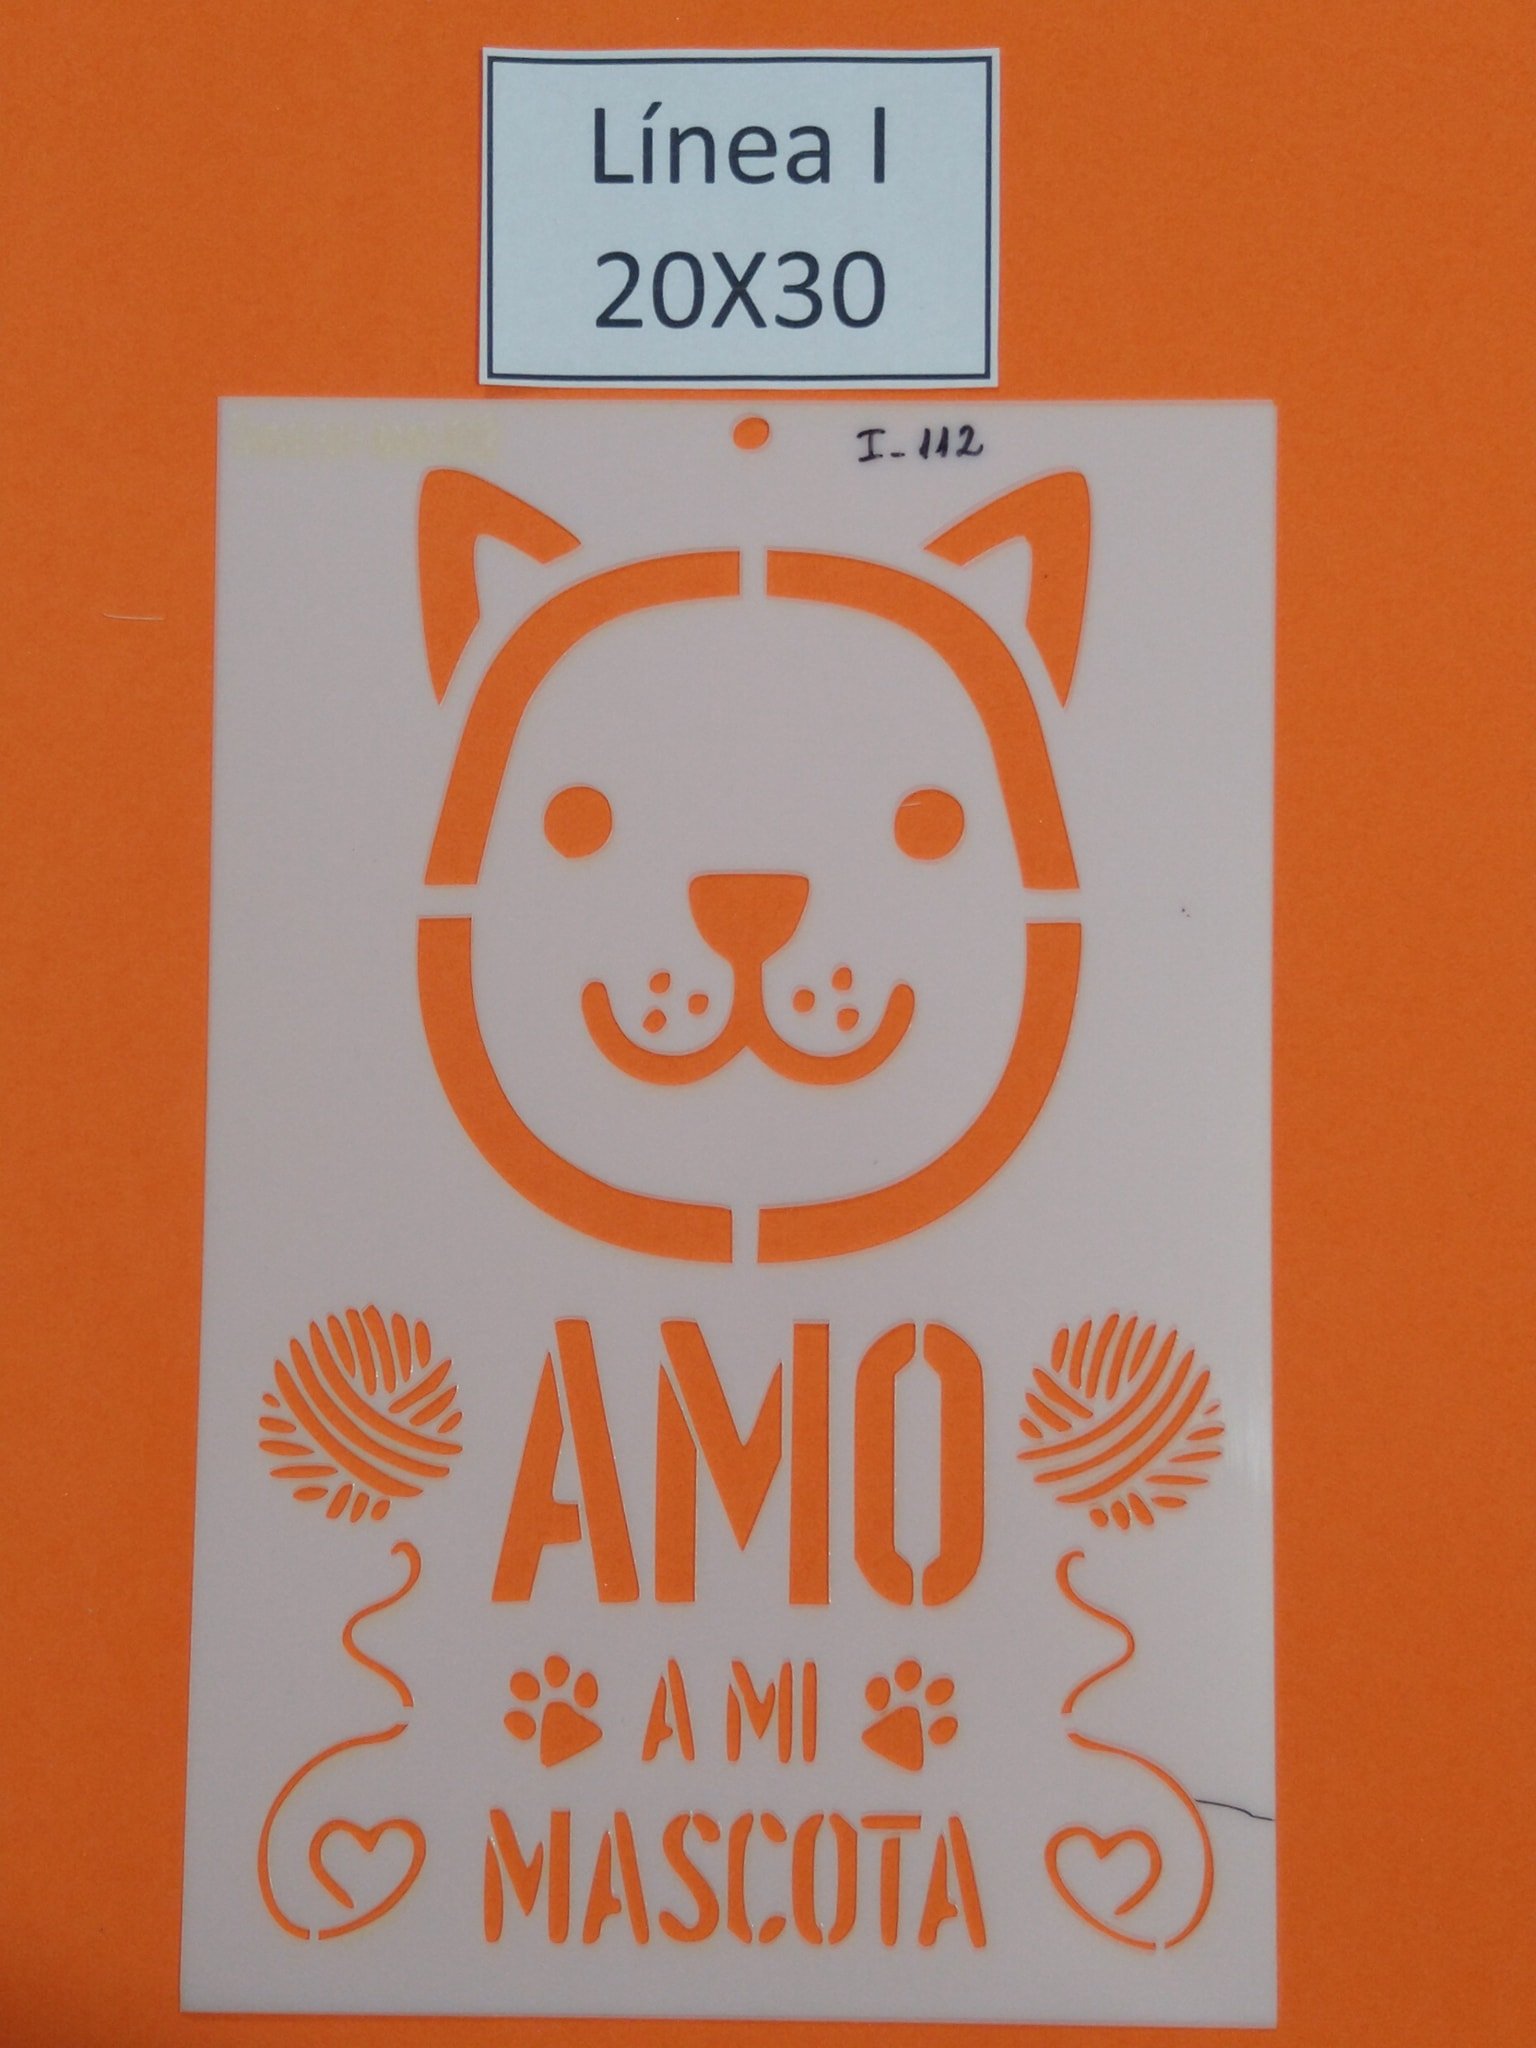 Línea I
20X30
I-112
AMO
A MI
MASCOTA